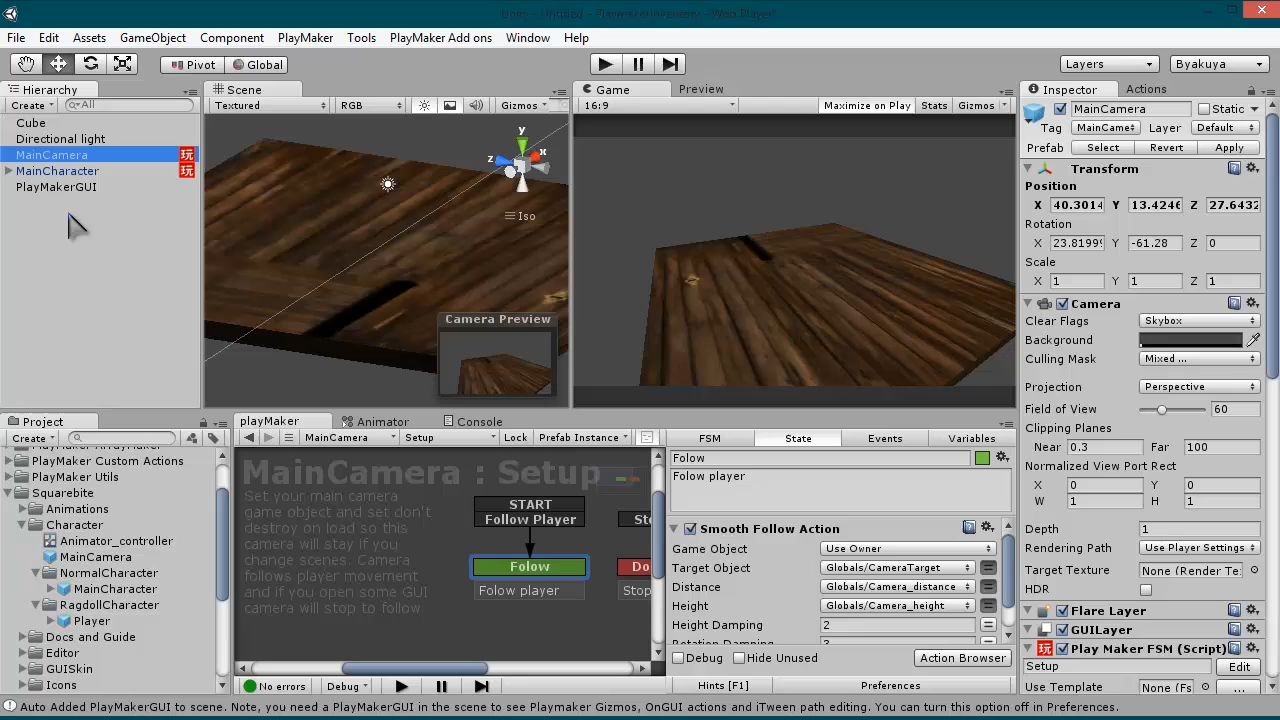 File Edit Assets GameObject Component PlayMaker Tools PlayMaker Add ons Window Help
Pivot Global Layers Byakuya
Hierarchy
Create All
Cube
Directional light
MainCamera 玩
MainCharacter 玩
PlayMakerGUI
Scene
Textured RGB Gizmos
y
z x
Iso
Camera Preview
Game Preview
16:9 Maximize on Play Stats Gizmos
Inspector Actions
MainCamera Static
Tag MainCame Layer Default
Prefab Select Revert Apply
Transform
Position
X 40.3014 Y 13.4246 Z 27.6432
Rotation
X 23.8199 Y -61.28 Z 0
Scale
X 1 Y 1 Z 1
Camera
Clear Flags Skybox
Background
Culling Mask Mixed ...
Projection Perspective
Field of View 60
Clipping Planes
Near 0.3 Far 100
Normalized View Port Rect
X 0 Y 0
W 1 H 1
Depth 1
Rendering Path Use Player Settings
Target Texture None (Render Te
HDR
Flare Layer
GUILayer
玩 Play Maker FSM (Script)
Setup Edit
Use Template None (Fs ...
Project
Create
PlayMaker Custom Actions
PlayMaker Utils
Squarebite
Animations
Character
Animator_controller
MainCamera
NormalCharacter
MainCharacter
RagdollCharacter
Player
Docs and Guide
Editor
GUISkin
Icons
playMaker Animator Console
MainCamera Setup Lock Prefab Instance
MainCamera : Setup
Set your main camera
game object and set don't
destroy on load so this
camera will stay if you
change scenes. Camera
follows player movement
and if you open some GUI
camera will stop to follow
START
Follow Player
Folow
Folow player
Sto
Do
Stop
No errors Debug
FSM State Events Variables
Folow
Folow player
Smooth Follow Action
Game Object Use Owner
Target Object Globals/CameraTarget
Distance Globals/Camera_distance
Height Globals/Camera_height
Height Damping 2
Debug Hide Unused Action Browser
Hints [F1] Preferences
Auto Added PlayMakerGUI to scene. Note, you need a PlayMakerGUI in the scene to see Playmaker Gizmos, OnGUI actions and iTween path editing. You can turn this option off in Preferences.